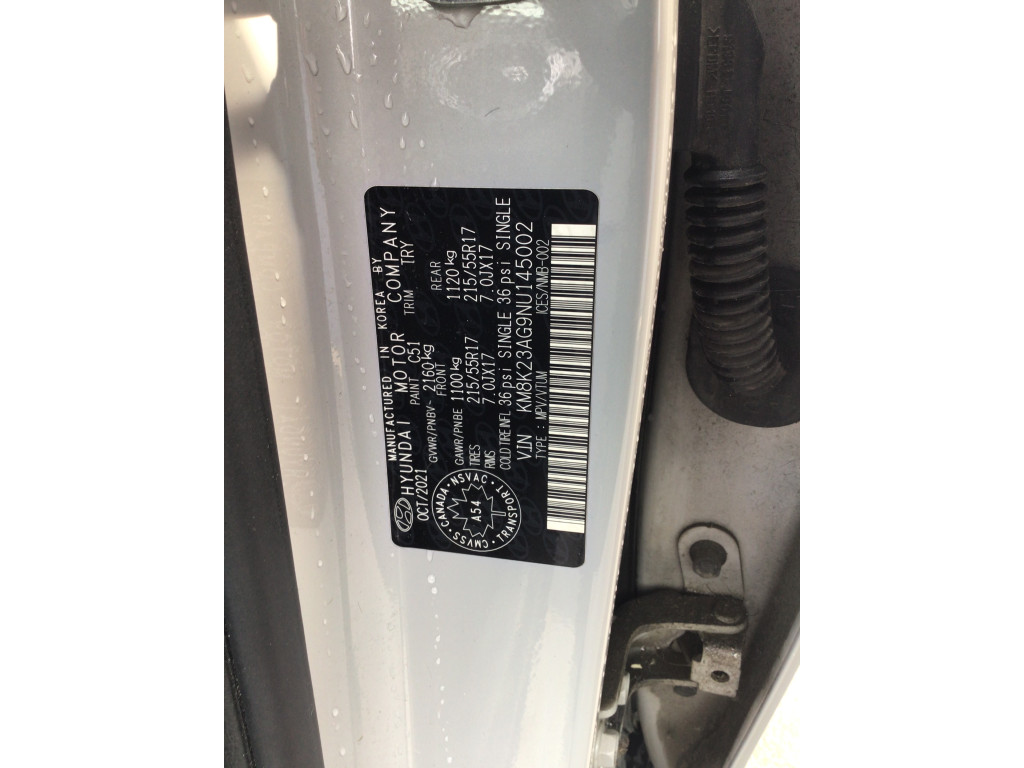 MANUFACTURED IN KOREA BY
HYUNDAI MOTOR COMPANY
OCT/2021 PAINT C51 TRIM TRY
GVWR/PNBV- 2160kg
FRONT REAR
GAWR/PNBE 1100kg 1120kg
TIRES 215/55R17 215/55R17
RIMS 7.0JX17 7.0JX17
COLD TIRE INFL 36 psi SINGLE 36 psi SINGLE
VIN KM8K23AG9NU145002
TYPE : MPV/VTUM ICES/NMB-002
CANADA · NSVAC · TRANSPORT · CMVSS ·
A54